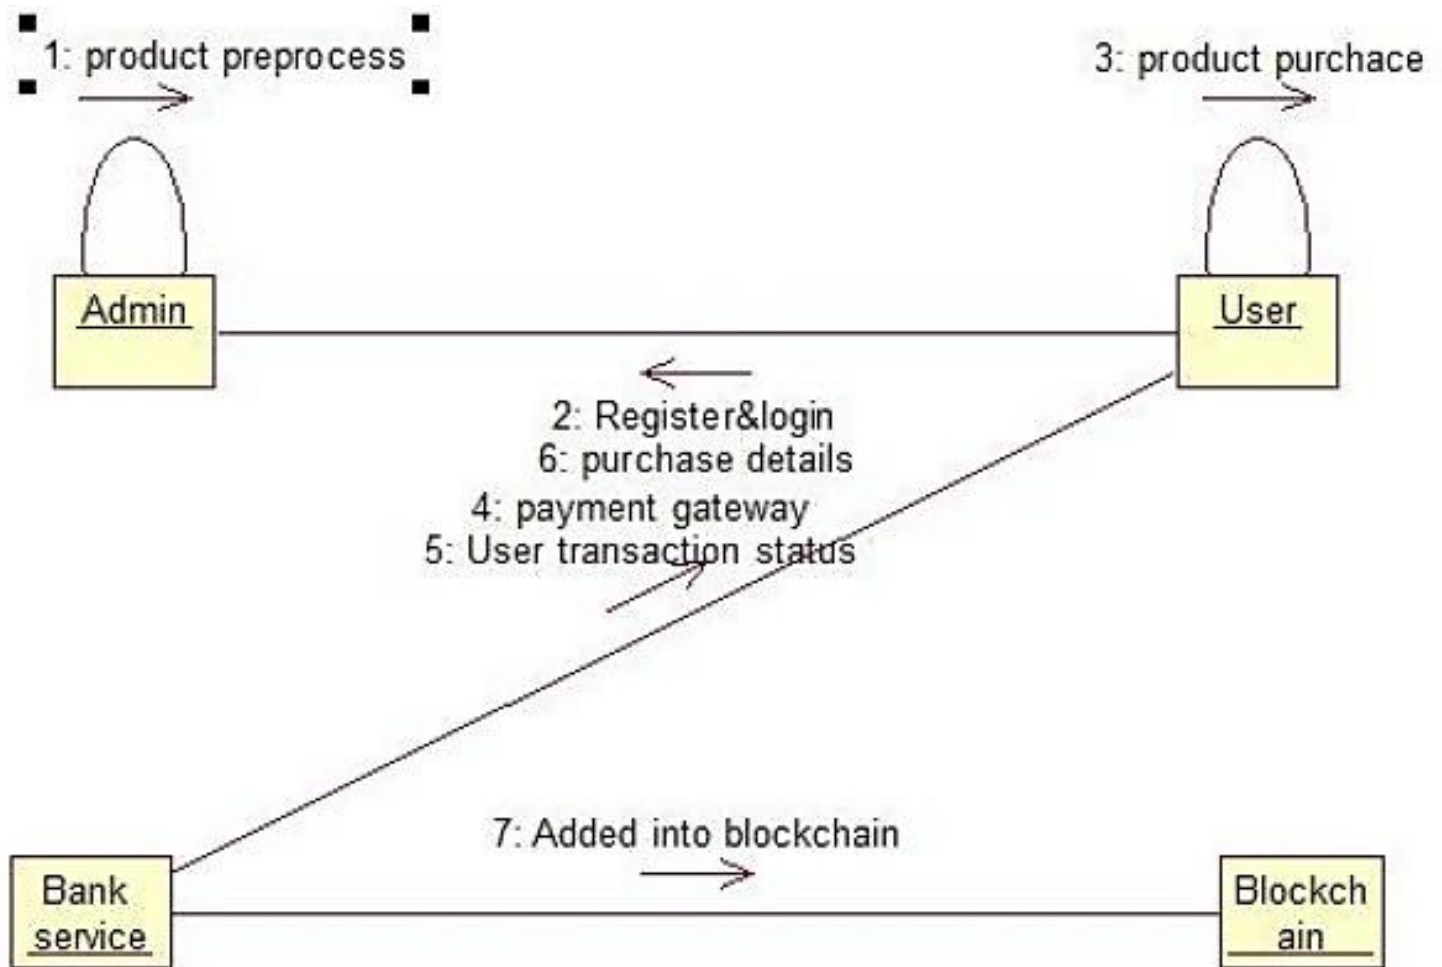 1: product preprocess
3: product purchace
Admin
User
2: Register&login
6: purchase details
4: payment gateway
5: User transaction status
7: Added into blockchain
Bank
service
Blockch
ain